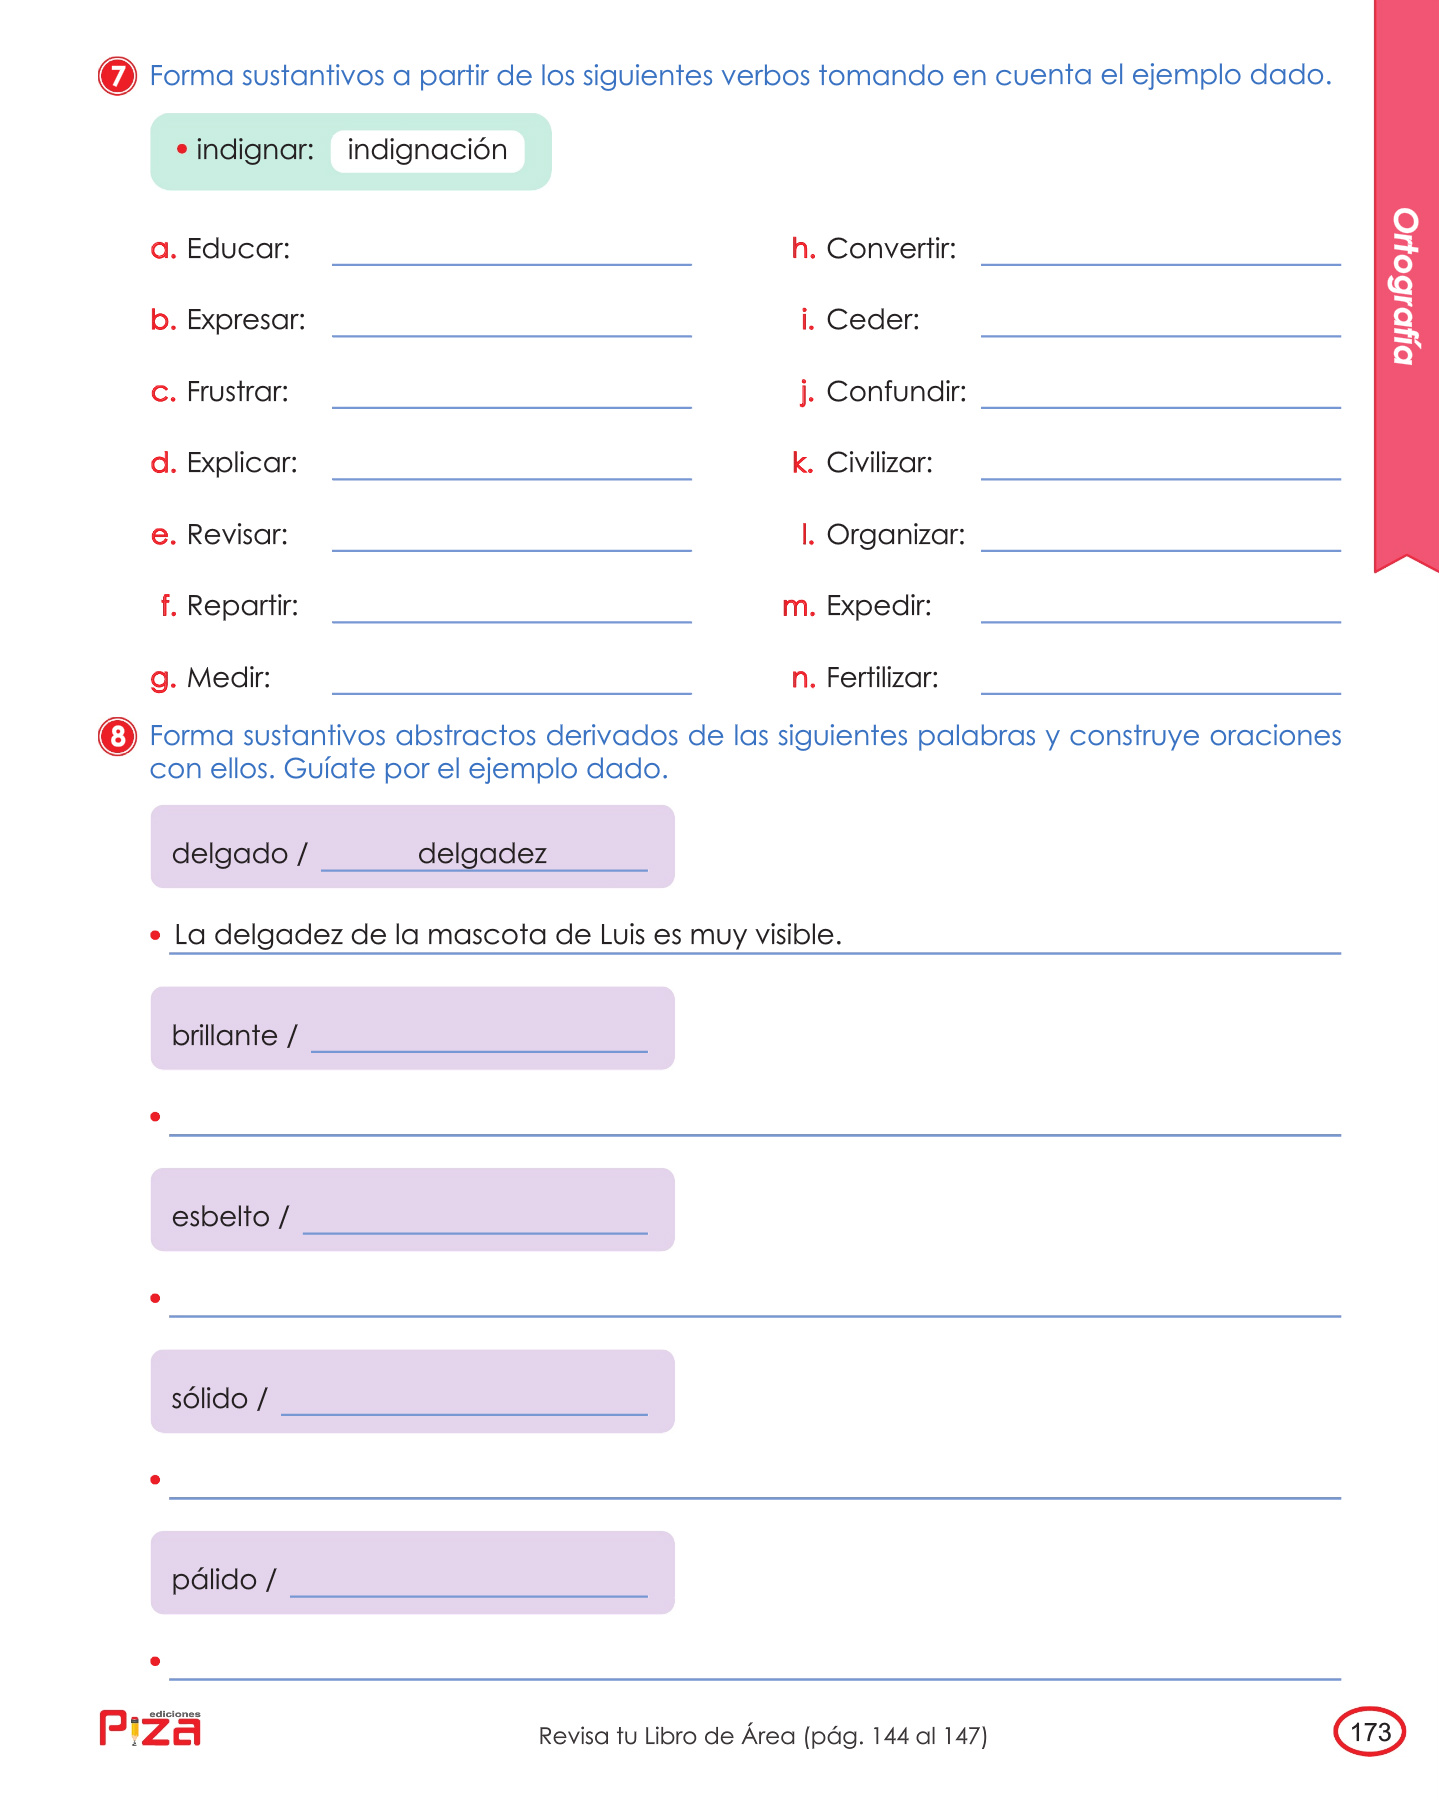 7 Forma sustantivos a partir de los siguientes verbos tomando en cuenta el ejemplo dado.
• indignar: indignación
a. Educar:
b. Expresar:
c. Frustrar:
d. Explicar:
e. Revisar:
f. Repartir:
g. Medir:
h. Convertir:
i. Ceder:
j. Confundir:
k. Civilizar:
l. Organizar:
m. Expedir:
n. Fertilizar:
8 Forma sustantivos abstractos derivados de las siguientes palabras y construye oraciones
con ellos. Guíate por el ejemplo dado.
delgado / delgadez
• La delgadez de la mascota de Luis es muy visible.
brillante /
•
esbelto /
•
sólido /
•
pálido /
•
Ortografía
ediciones
Piza
Revisa tu Libro de Área (pág. 144 al 147)
173